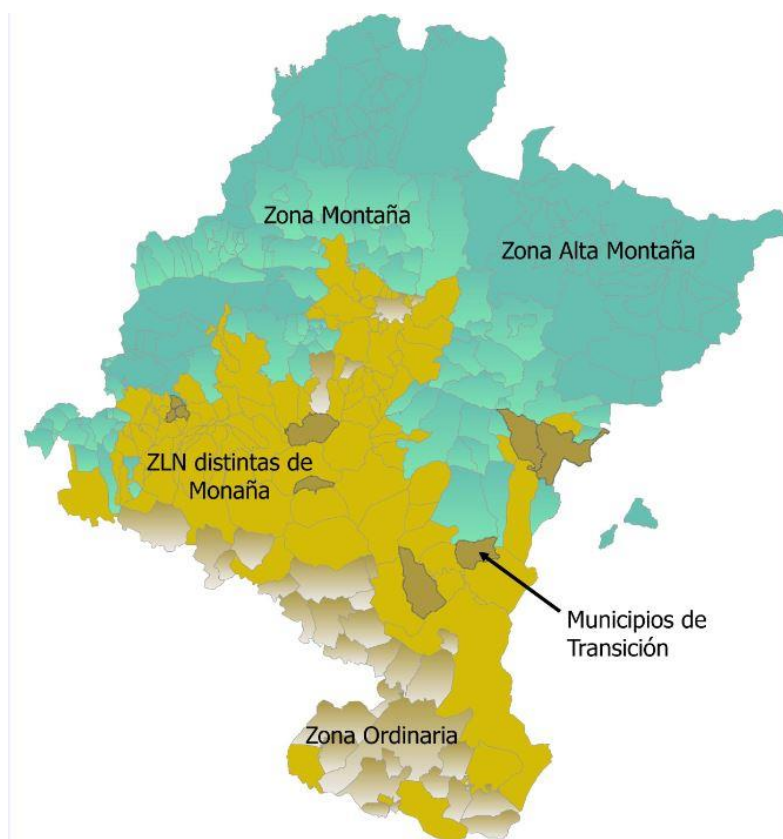 Zona Montaña
Zona Alta Montaña
ZLN distintas de
Monaña
Municipios de
Transición
Zona Ordinaria